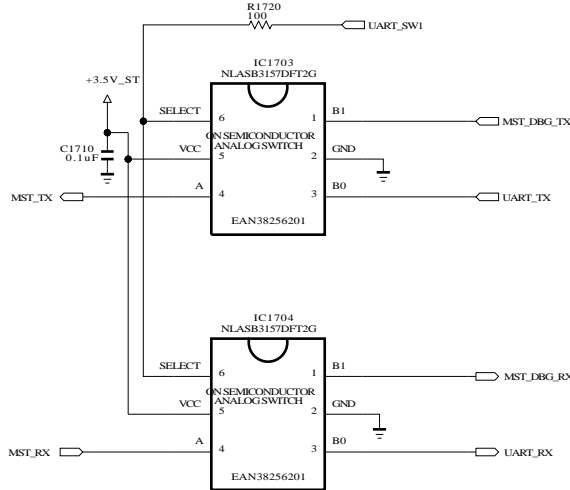 R1720
100
UART_SW1
IC1703
NLASB3157DFT2G
+3.5V_ST
SELECT 6 1 B1 MST_DBG_TX
ON SEMICONDUCTOR
ANALOG SWITCH
C1710
0.1uF
VCC 5 2 GND
MST_TX A 4 3 B0 UART_TX
EAN38256201
IC1704
NLASB3157DFT2G
SELECT 6 1 B1 MST_DBG_RX
ON SEMICONDUCTOR
ANALOG SWITCH
VCC 5 2 GND
MST_RX A 4 3 B0 UART_RX
EAN38256201